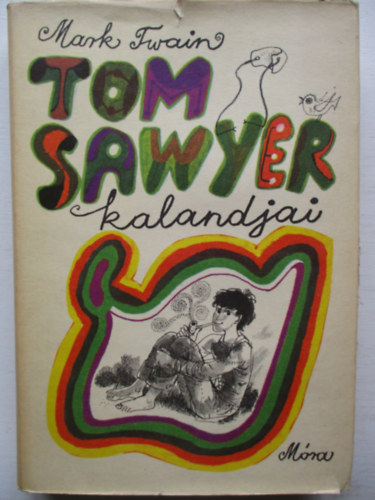 Mark Twain
TOM
SAWYER
kalandjai
Móra